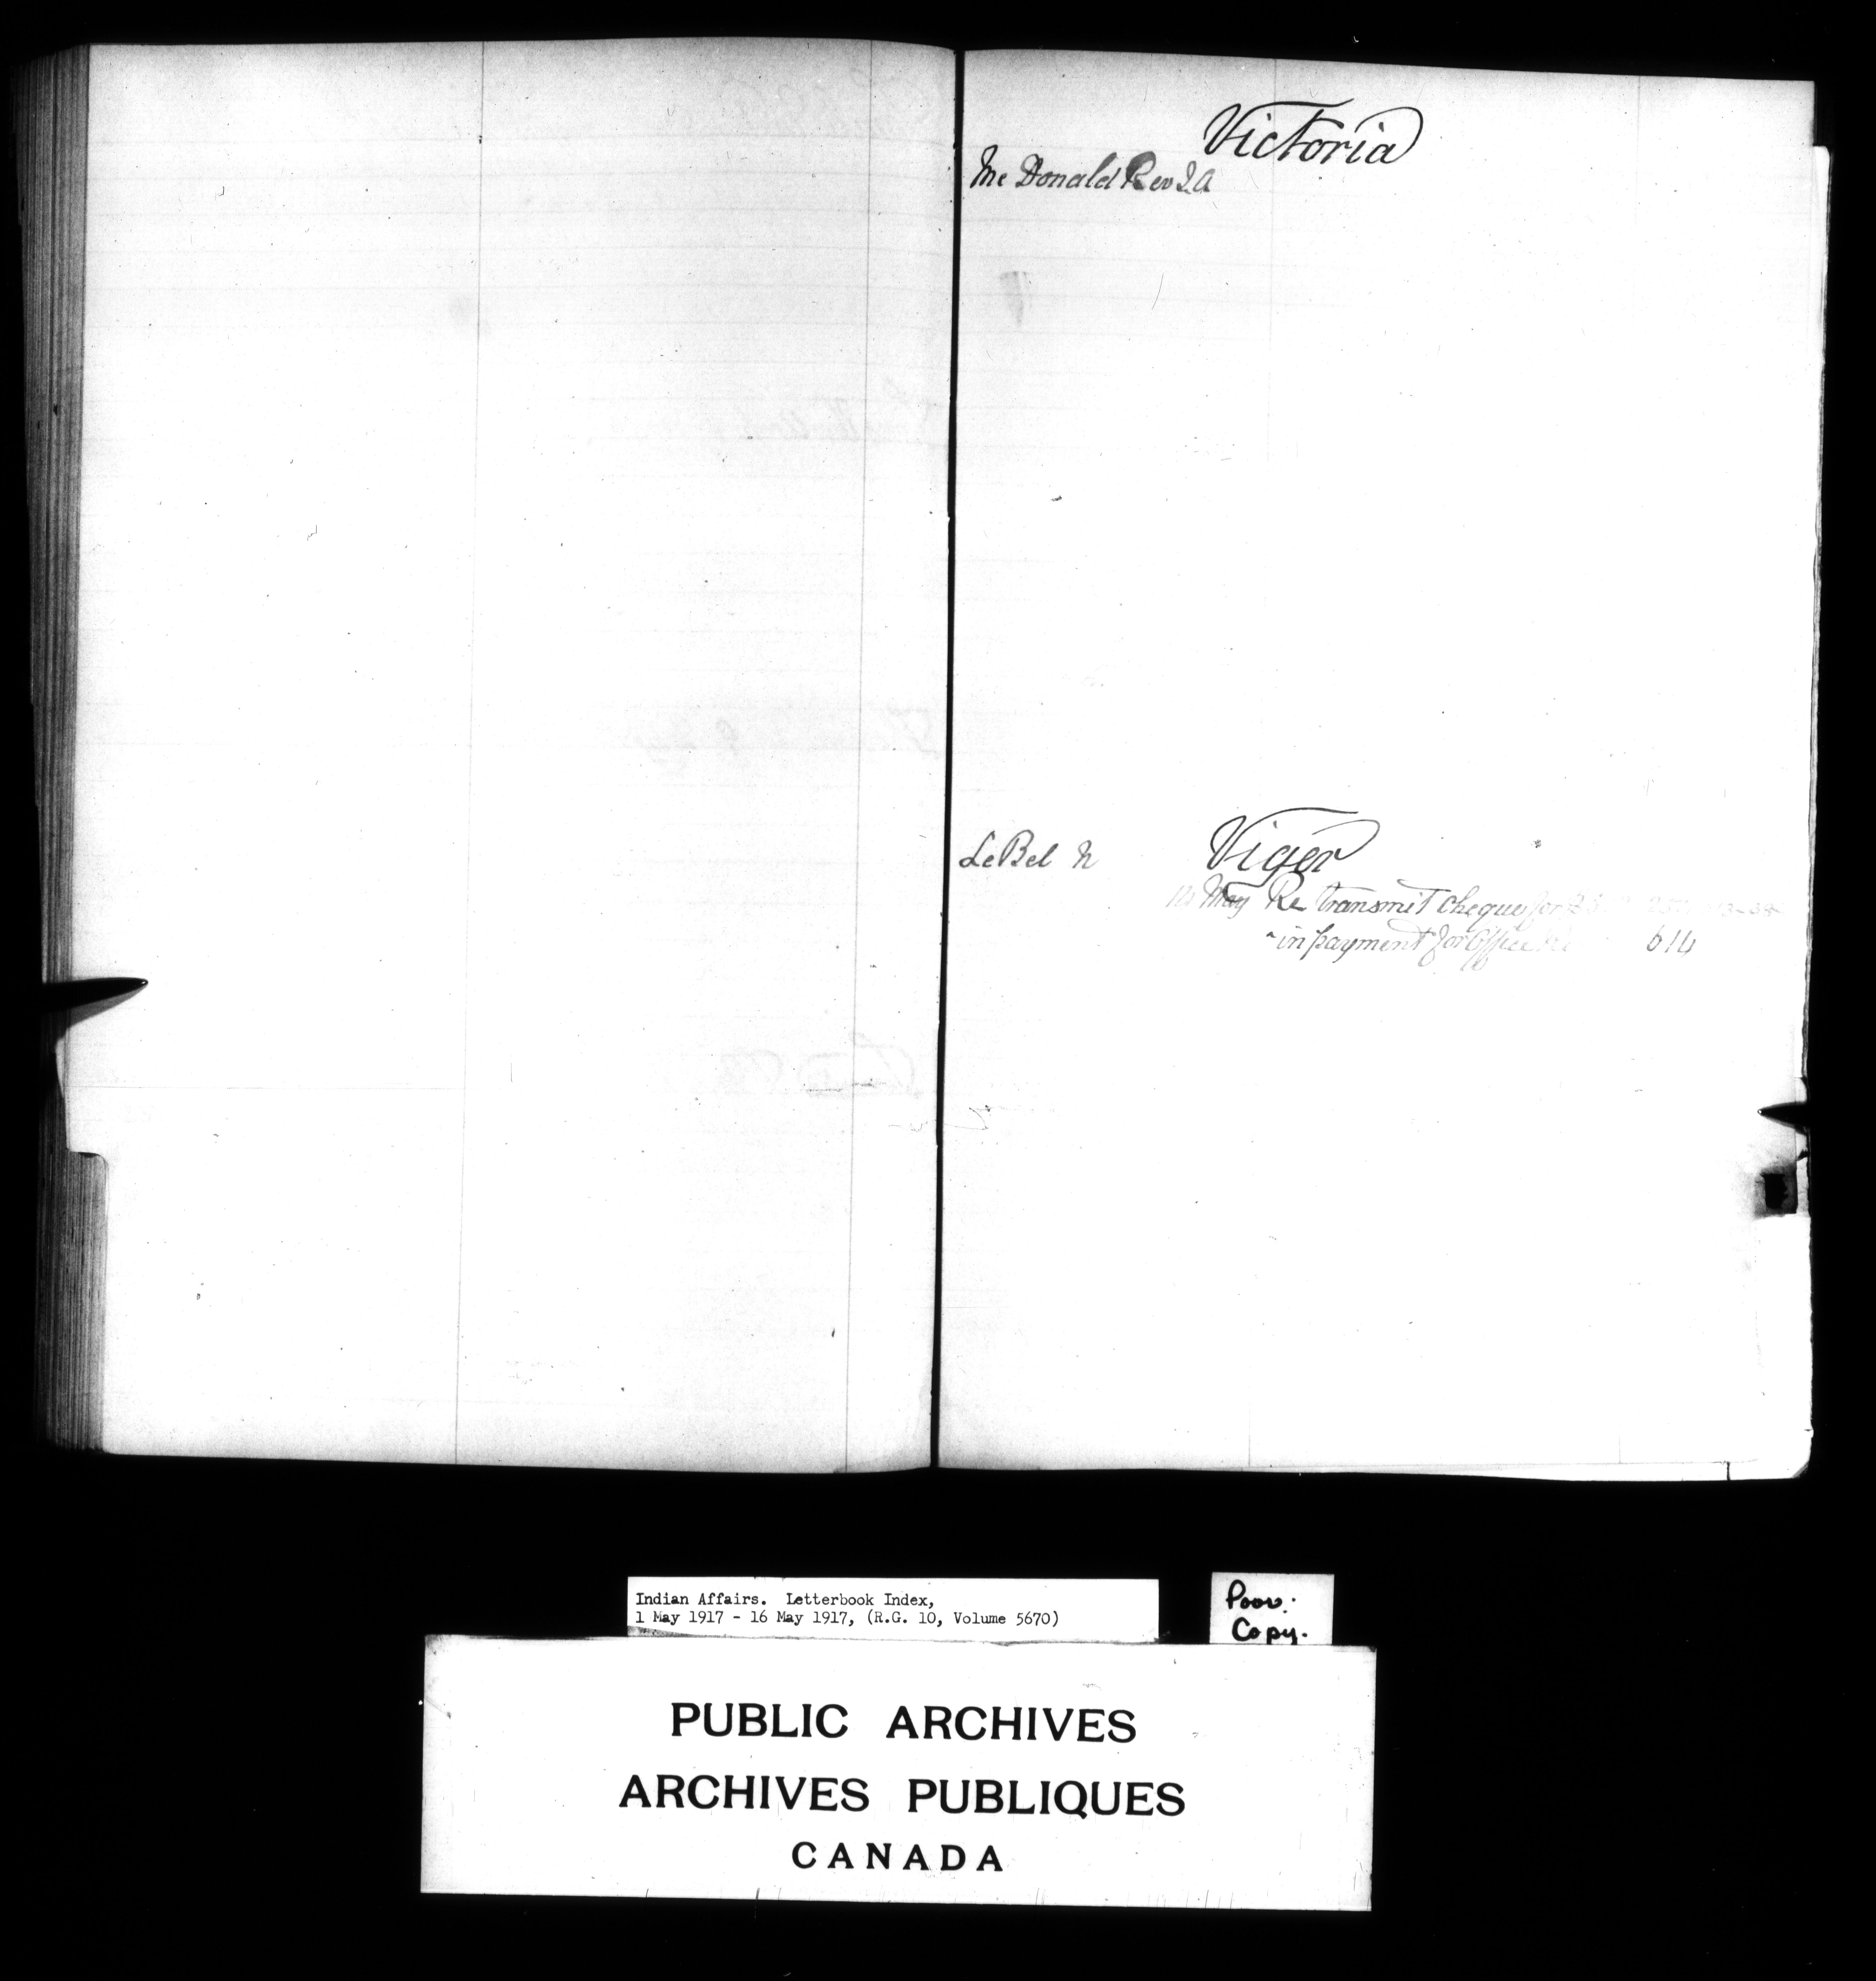 Victoria
McDonald Rev J A
LeBel N
Viger
May Re transmit cheque for
in payment for Office
614
Indian Affairs. Letterbook Index,
1 May 1917 - 16 May 1917, (R.G. 10, Volume 5670)
Poor.
Copy.
PUBLIC ARCHIVES
ARCHIVES PUBLIQUES
CANADA